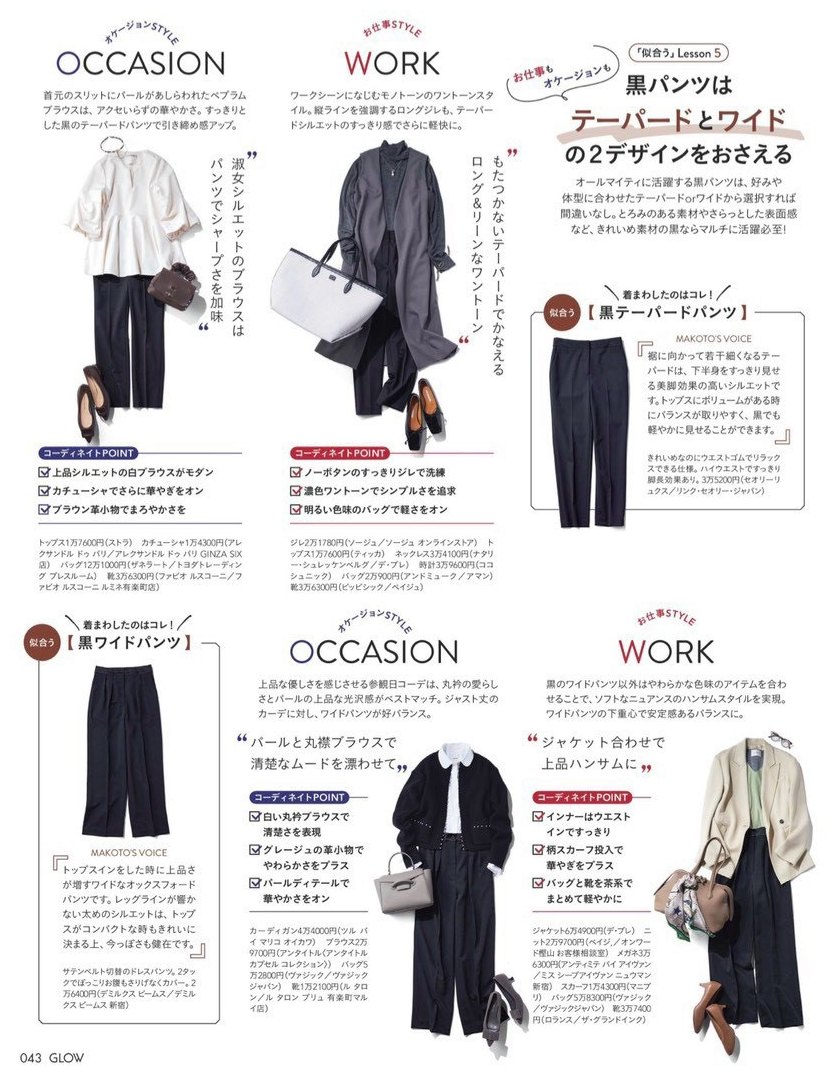 「似合う」Lesson 5
お仕事も
オケージョンも
黒パンツは
テーパードとワイド
の2デザインをおさえる
オールマイティに活躍する黒パンツは、好みや
体型に合わせたテーパードorワイドから選択すれば
間違いなし。とろみのある素材やさらっとした表面感
など、きれいめ素材の黒ならマルチに活躍必至!
着まわしたのはコレ!
似合う
【黒テーパードパンツ】
MAKOTO'S VOICE
『裾に向かって若干細くなるテー
パードは、下半身をすっきり見せ
る美脚効果の高いシルエットで
す。トップスにボリュームがある時
にバランスが取りやすく、黒でも
軽やかに見せることができます。』
きれいめなのにウエストゴムでリラック
スできる仕様。ハイウエストですっきり
脚長効果あり。3万5200円(セオリーリ
ュクス/リンク・セオリー・ジャパン)
お仕事STYLE
WORK
ワークシーンになじむモノトーンのワントーンスタ
イル。縦ラインを強調するロングジレも、テーパー
ドシルエットのすっきり感でさらに軽快に。
"もたつかないテーパードでかなえる
ロング&リーンなワントーン"
コーディネイトPOINT
ノーボタンのすっきりジレで洗練
濃色ワントーンでシンプルさを追求
明るい色味のバッグで軽さをオン
ジレ2万1780円(ソージュ/ソージュ オンラインストア) ト
ップス1万7600円(ティッカ) ネックレス3万4100円(ナタリ
ー・シュレッケンベルグ/デ・プレ) 時計3万9600円(ココ
シュニック) バッグ2万900円(アンドミューク/アマン)
靴3万6300円(ピッピシック/ベイジュ)
オケージョンSTYLE
OCCASION
首元のスリットにパールがあしらわれたペプラム
ブラウスは、アクセいらずの華やかさ。すっきりと
した黒のテーパードパンツで引き締め感アップ。
"淑女シルエットのブラウスは
パンツでシャープさを加味"
コーディネイトPOINT
上品シルエットの白ブラウスがモダン
カチューシャでさらに華やぎをオン
ブラウン革小物でまろやかさを
トップス1万7600円(ストラ) カチューシャ1万4300円(アレ
クサンドル ドゥ パリ/アレクサンドル ドゥ パリ GINZA SIX
店) バッグ12万1000円(ザネラート/トヨダトレーディン
グ プレスルーム) 靴3万6300円(ファビオ ルスコーニ/フ
ァビオ ルスコーニ ルミネ有楽町店)
着まわしたのはコレ!
似合う
【黒ワイドパンツ】
MAKOTO'S VOICE
『トップスインをした時に上品さ
が増すワイドなオックスフォード
パンツです。レッグラインが響か
ない太めのシルエットは、トップ
スがコンパクトな時もきれいに
決まる上、今っぽさも健在です。』
サテンベルト切替のドレスパンツ。2タッ
クでぽっこりお腹もさりげなくカバー。2
万6400円(デミルクス ビームス/デミル
クス ビームス 新宿)
オケージョンSTYLE
OCCASION
上品な優しさを感じさせる参観日コーデは、丸衿の愛らし
さとパールの上品な光沢感がベストマッチ。ジャスト丈の
カーデに対し、ワイドパンツが好バランス。
"パールと丸襟ブラウスで
清楚なムードを漂わせて"
コーディネイトPOINT
白い丸衿ブラウスで
清楚さを表現
グレージュの革小物で
やわらかさをプラス
パールディテールで
華やかさをオン
カーディガン4万4000円(ツル バ
イ マリコ オイカワ) ブラウス2万
9700円(アンタイトル〈アンタイトル
カプセル コレクション〉) バッグ5
万2800円(ヴァジック/ヴァジック
ジャパン) 靴1万2100円(ル タロ
ン/ル タロン プリュ 有楽町マル
イ店)
お仕事STYLE
WORK
黒のワイドパンツ以外はやわらかな色味のアイテムを合わ
せることで、ソフトなニュアンスのハンサムスタイルを実現。
ワイドパンツの下重心で安定感あるバランスに。
"ジャケット合わせで
上品ハンサムに"
コーディネイトPOINT
インナーはウエスト
インですっきり
柄スカーフ投入で
華やぎをプラス
バッグと靴を茶系で
まとめて軽やかに
ジャケット6万4900円(デ・プレ) ニ
ット2万9700円(ベイジ,/オンワー
ド樫山 お客様相談室) メガネ3万
6300円(アンティミテ バイ アイヴァン
/ミス シープアイヴァン ニュウマン
新宿) スカーフ1万4300円(マニプ
リ) バッグ5万8300円(ヴァジック
/ヴァジックジャパン) 靴3万7400
円(ロランス/ザ・グランドインク)
043 GLOW